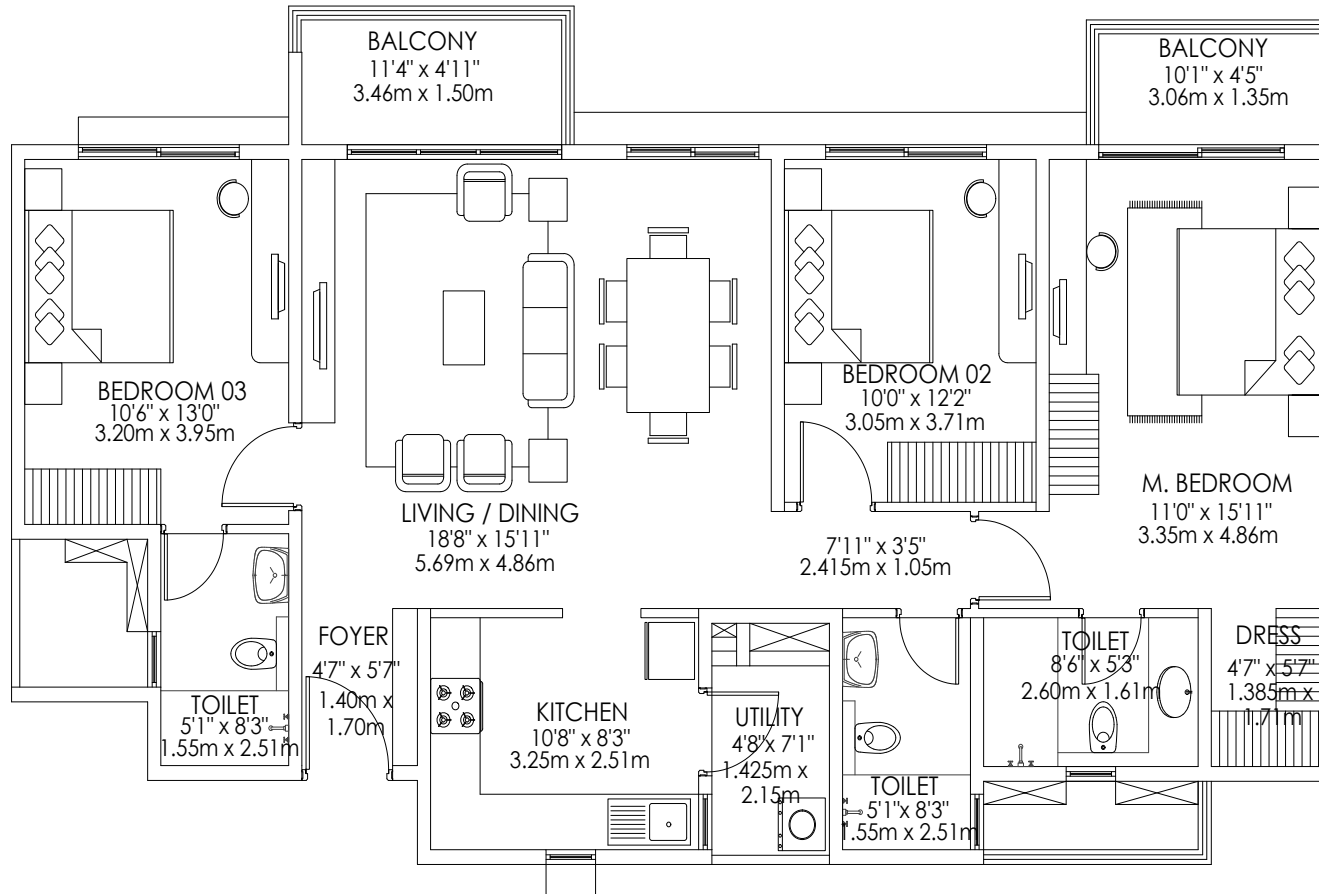 BALCONY
11'4" x 4'11"
3.46m x 1.50m
BALCONY
10'1" x 4'5"
3.06m x 1.35m
BEDROOM 03
10'6" x 13'0"
3.20m x 3.95m
BEDROOM 02
10'0" x 12'2"
3.05m x 3.71m
M. BEDROOM
11'0" x 15'11"
3.35m x 4.86m
LIVING / DINING
18'8" x 15'11"
5.69m x 4.86m
7'11" x 3'5"
2.415m x 1.05m
FOYER
4'7" x 5'7"
1.40m x
1.70m
TOILET
8'6" x 5'3"
2.60m x 1.61m
DRESS
4'7" x 5'7"
1.385m x
1.71m
TOILET
5'1" x 8'3"
1.55m x 2.51m
KITCHEN
10'8" x 8'3"
3.25m x 2.51m
UTILITY
4'8"x 7'1"
1.425m x
2.15m
TOILET
5'1"x 8'3"
1.55m x 2.51m